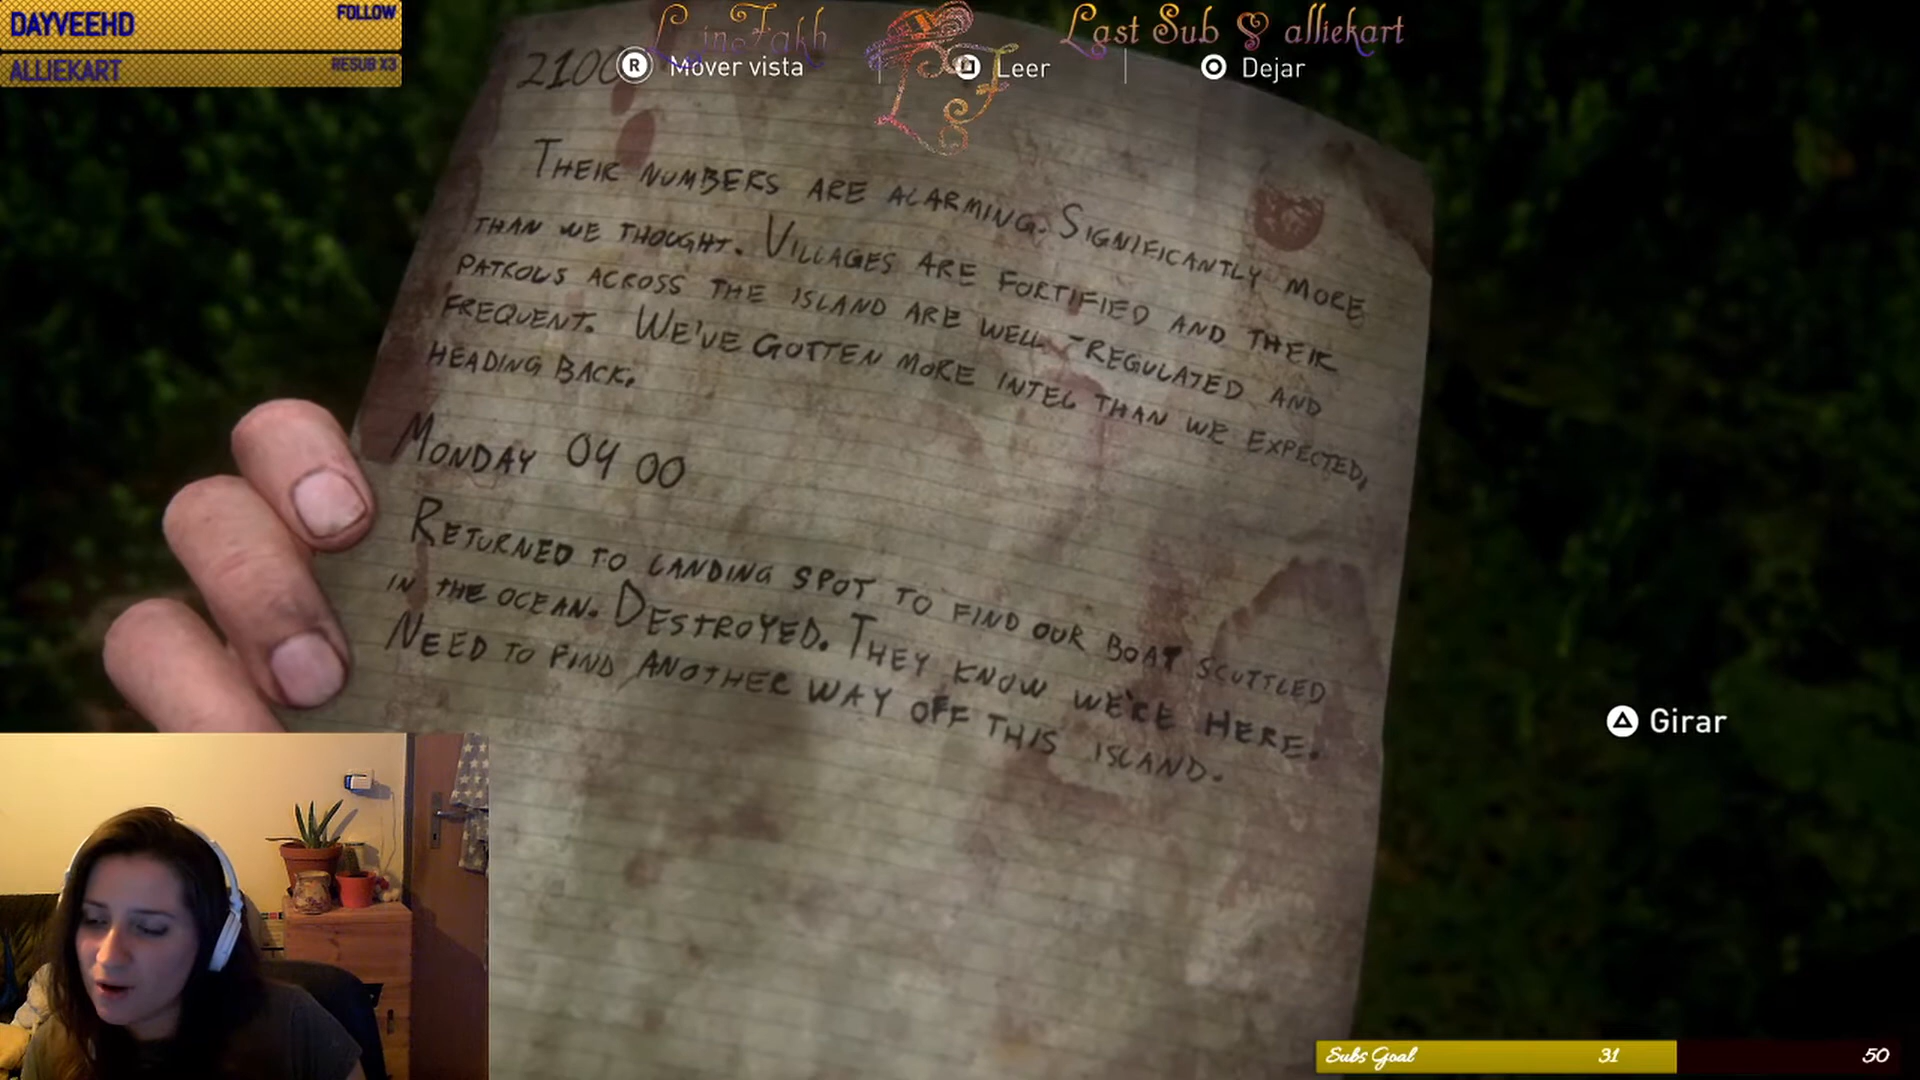 DAYVEEHD
FOLLOW
ALLIEKART
RESUB X3
LainFakh
Last Sub alliekart
R Mover vista
Leer
Dejar
2100
THEIR NUMBERS ARE ALARMING. SIGNIFICANTLY MORE
THAN WE THOUGHT. VILLAGES ARE FORTIFIED AND THEIR
PATROLS ACROSS THE ISLAND ARE WELL-REGULATED AND
FREQUENT. WE'VE GOTTEN MORE INTEL THAN WE EXPECTED,
HEADING BACK.
MONDAY 04 00
RETURNED TO LANDING SPOT TO FIND OUR BOAT SCUTTLED
IN THE OCEAN. DESTROYED. THEY KNOW WE'RE HERE.
NEED TO FIND ANOTHER WAY OFF THIS ISLAND.
Girar
Subs Goal
31
50